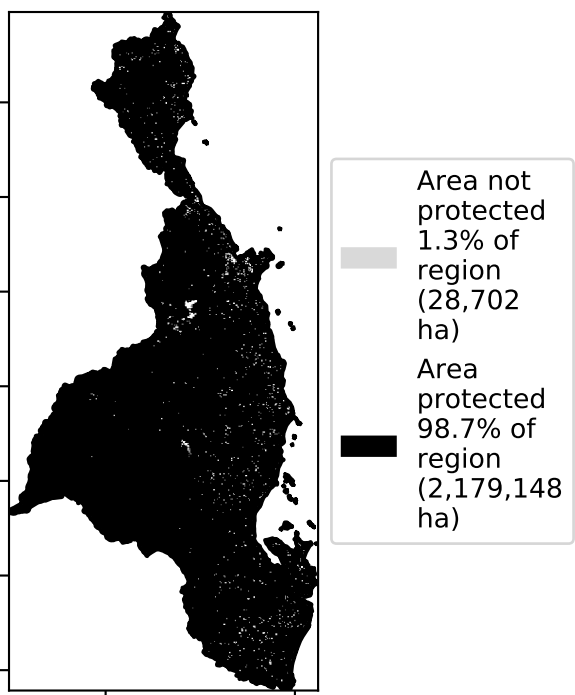 Area not
protected
1.3% of
region
(28,702
ha)
Area
protected
98.7% of
region
(2,179,148
ha)